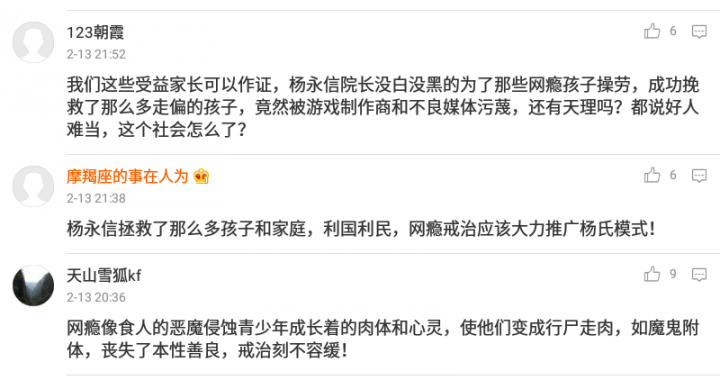 123朝霞
6
2-13 21:52
我们这些受益家长可以作证，杨永信院长没白没黑的为了那些网瘾孩子操劳，成功挽
救了那么多走偏的孩子，竟然被游戏制作商和不良媒体污蔑，还有天理吗？都说好人
难当，这个社会怎么了？
摩羯座的事在人为
6
2-13 21:38
杨永信拯救了那么多孩子和家庭，利国利民，网瘾戒治应该大力推广杨氏模式！
天山雪狐kf
9
2-13 20:36
网瘾像食人的恶魔侵蚀青少年成长着的肉体和心灵，使他们变成行尸走肉，如魔鬼附
体，丧失了本性善良，戒治刻不容缓！